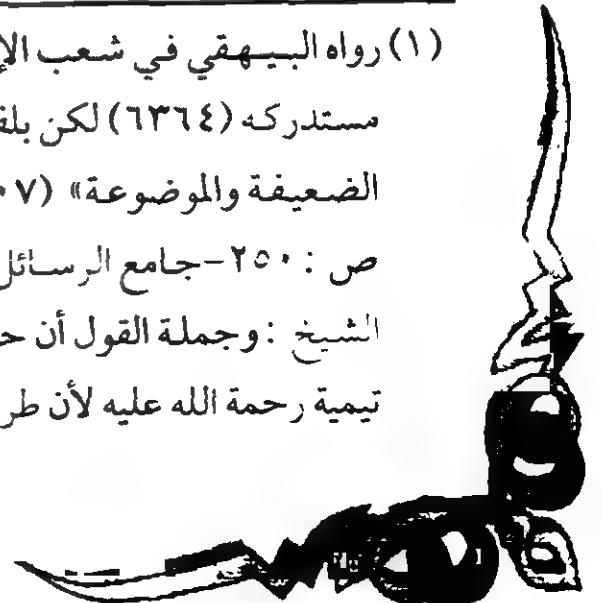 (١) رواه البيهقي في شعب الإ
مستدركه (٦٣٦٤) لكن بلف
الضعيفة والموضوعة» (٠٧
ص : ٢٥٠ -جامع الرسائل
الشيخ : وجملة القول أن ح
تيمية رحمة الله عليه لأن طر